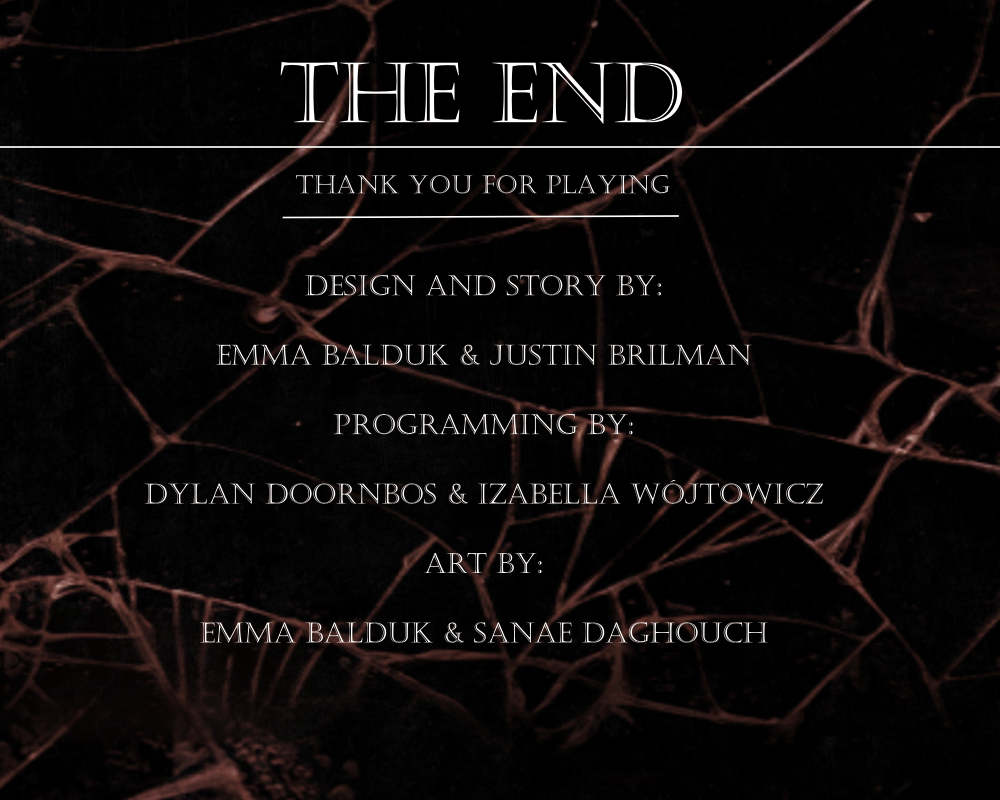 THE END
THANK YOU FOR PLAYING
DESIGN AND STORY BY:
EMMA BALDUK & JUSTIN BRILMAN
PROGRAMMING BY:
DYLAN DOORNBOS & IZABELLA WÓJTOWICZ
ART BY:
EMMA BALDUK & SANAE DAGHOUCH